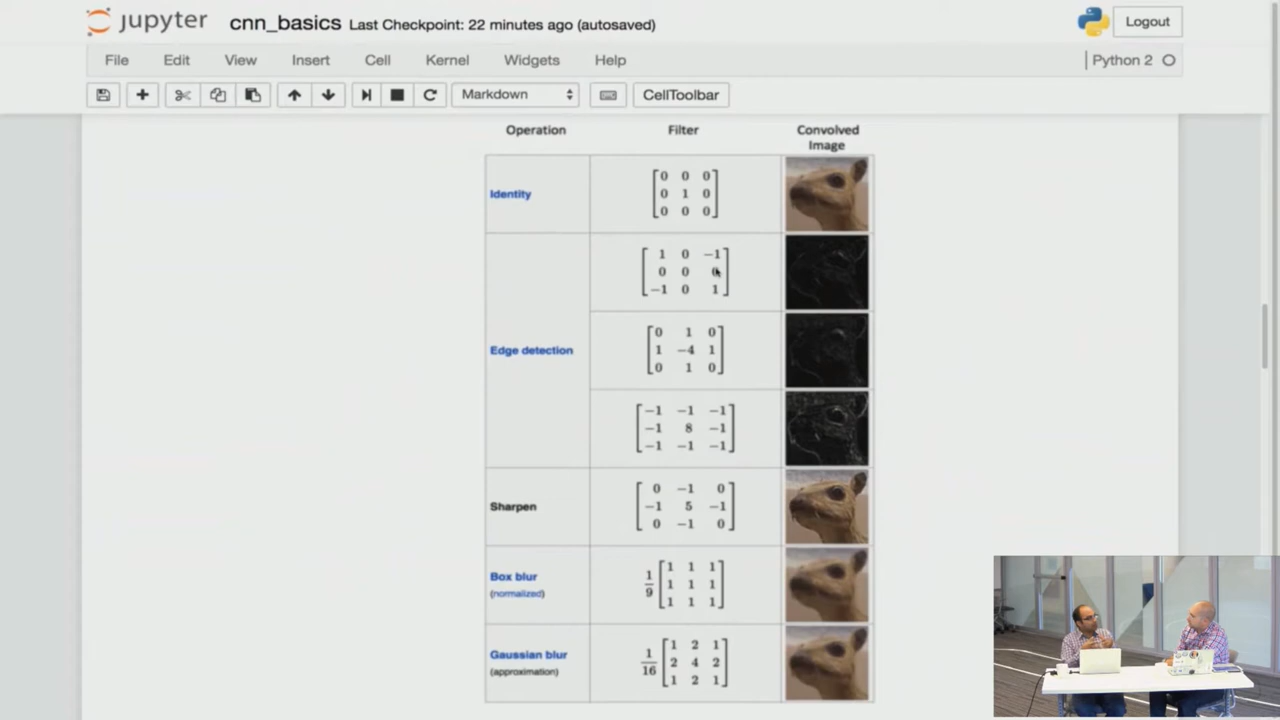 jupyter cnn_basics Last Checkpoint: 22 minutes ago (autosaved) Logout
File Edit View Insert Cell Kernel Widgets Help Python 2
Markdown CellToolbar
Operation Filter Convolved
Image
Identity
0 0 0
0 1 0
0 0 0
Edge detection
1 0 −1
0 0 0
−1 0 1
0 1 0
1 −4 1
0 1 0
−1 −1 −1
−1 8 −1
−1 −1 −1
Sharpen
0 −1 0
−1 5 −1
0 −1 0
Box blur
(normalized)
1/9
1 1 1
1 1 1
1 1 1
Gaussian blur
(approximation)
1/16
1 2 1
2 4 2
1 2 1